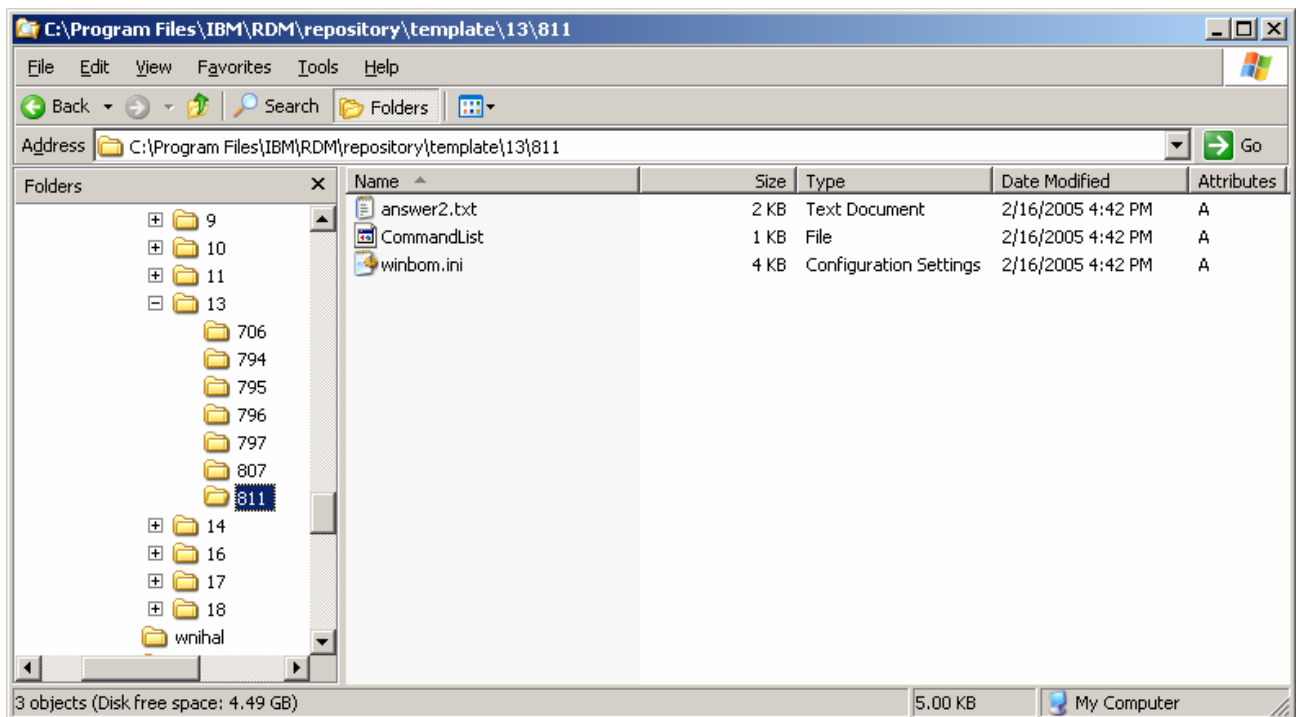 C:\Program Files\IBM\RDM\repository\template\13\811
File Edit View Favorites Tools Help
Back Search Folders
Address C:\Program Files\IBM\RDM\repository\template\13\811 Go
Folders x Name Size Type Date Modified Attributes
9
10
11
13
706
794
795
796
797
807
811
14
16
17
18
wnihal
answer2.txt 2 KB Text Document 2/16/2005 4:42 PM A
CommandList 1 KB File 2/16/2005 4:42 PM A
winbom.ini 4 KB Configuration Settings 2/16/2005 4:42 PM A
3 objects (Disk free space: 4.49 GB) 5.00 KB My Computer